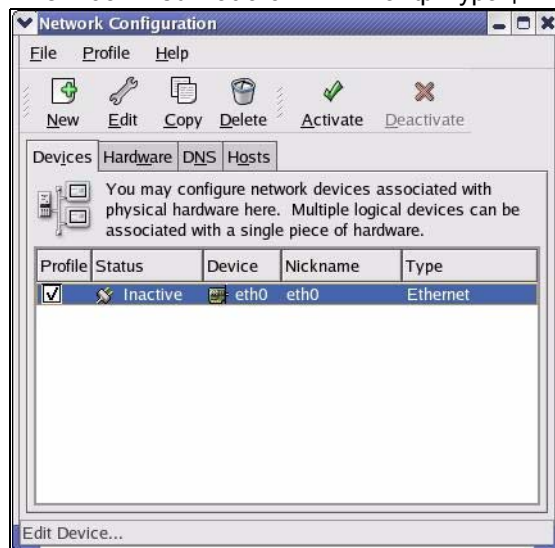 Network Configuration
File Profile Help
New Edit Copy Delete Activate Deactivate
Devices Hardware DNS Hosts
You may configure network devices associated with
physical hardware here. Multiple logical devices can be
associated with a single piece of hardware.
Profile Status Device Nickname Type
Inactive eth0 eth0 Ethernet
Edit Device...